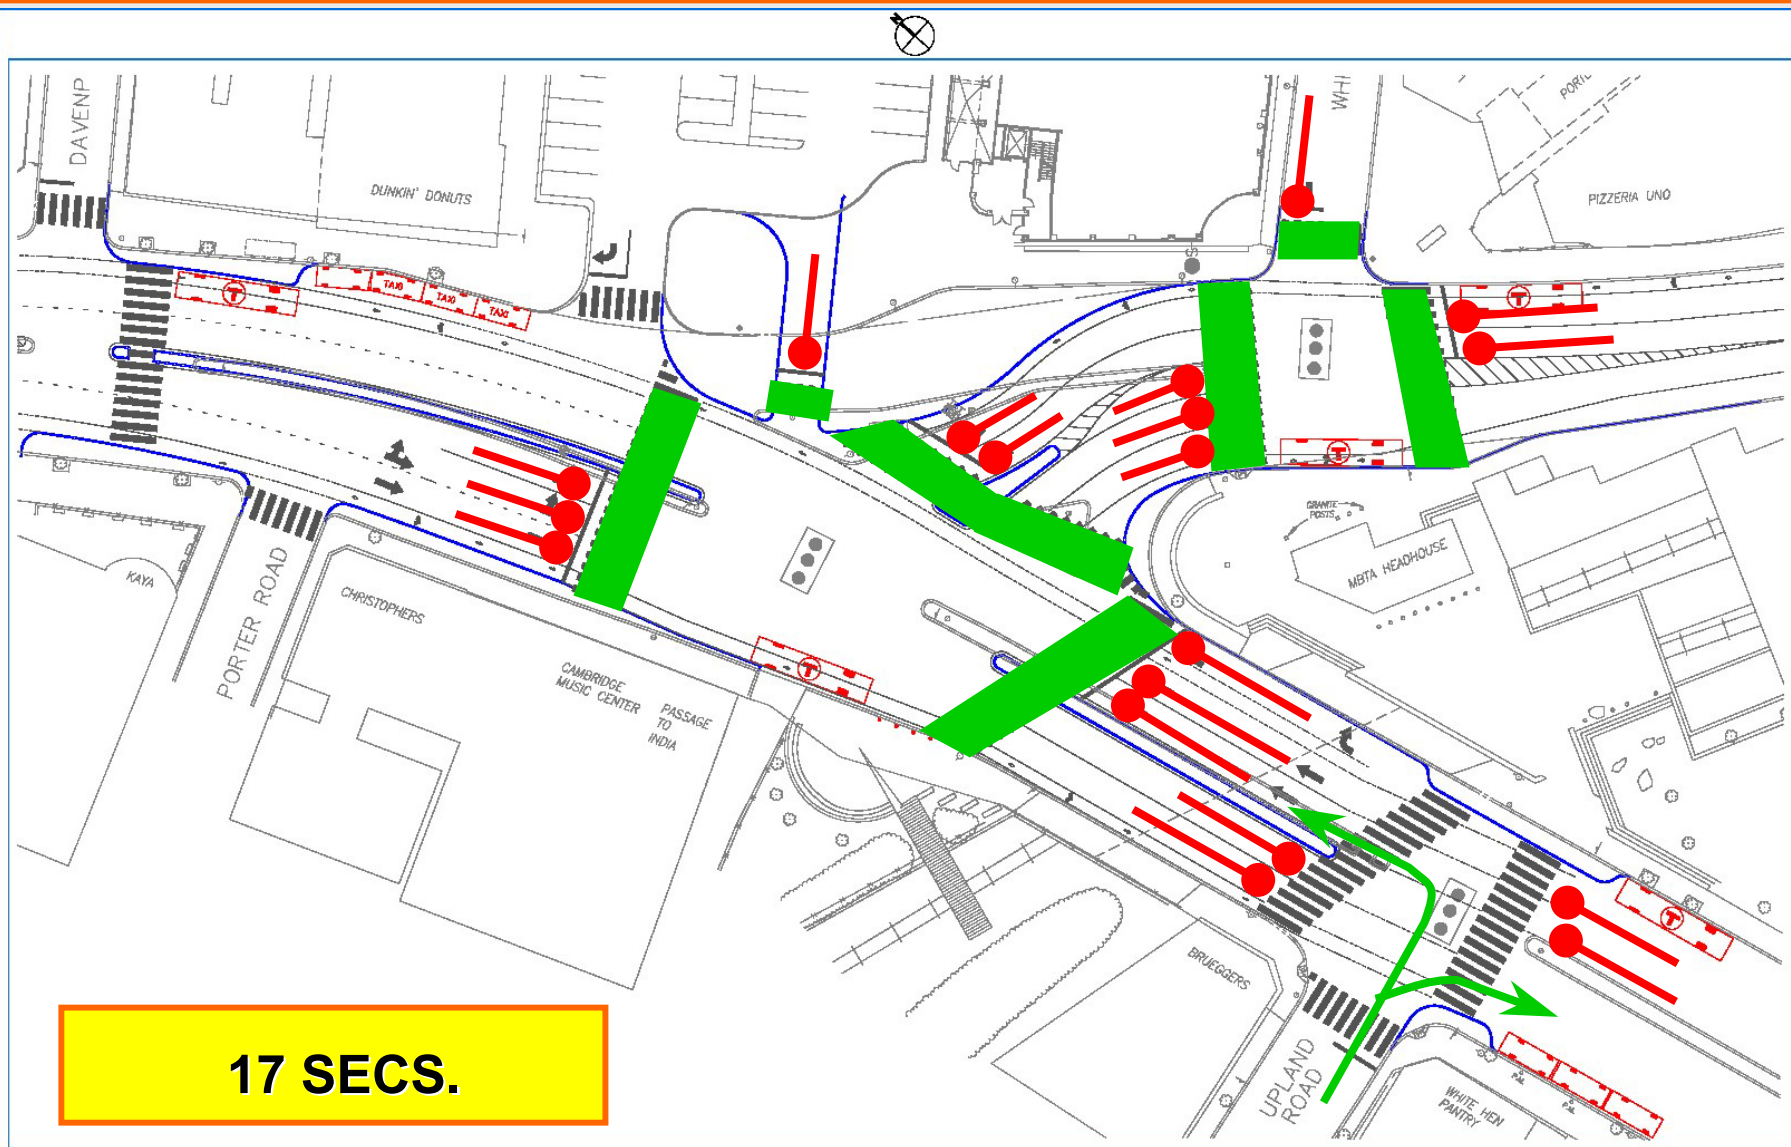 DAVENP
DUNKIN' DONUTS
WHI
PIZZERIA UNO
TAXI
TAXI
TAXI
T
T
T
GRANITE
POSTS
MBTA HEADHOUSE
KAYA
PORTER ROAD
CHRISTOPHERS
CAMBRIDGE
MUSIC CENTER
PASSAGE
TO
INDIA
T
T
BRUEGGERS
UPLAND
ROAD
WHITE HEN
PANTRY
17 SECS.